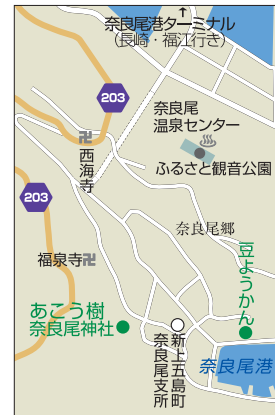 奈良尾港ターミナル
(長崎・福江行き)
203
奈良尾
温泉センター
西海寺
ふるさと観音公園
203
奈良尾郷
福泉寺
豆ようかん
あこう樹
奈良尾神社
新上五島町
奈良尾支所
奈良尾港